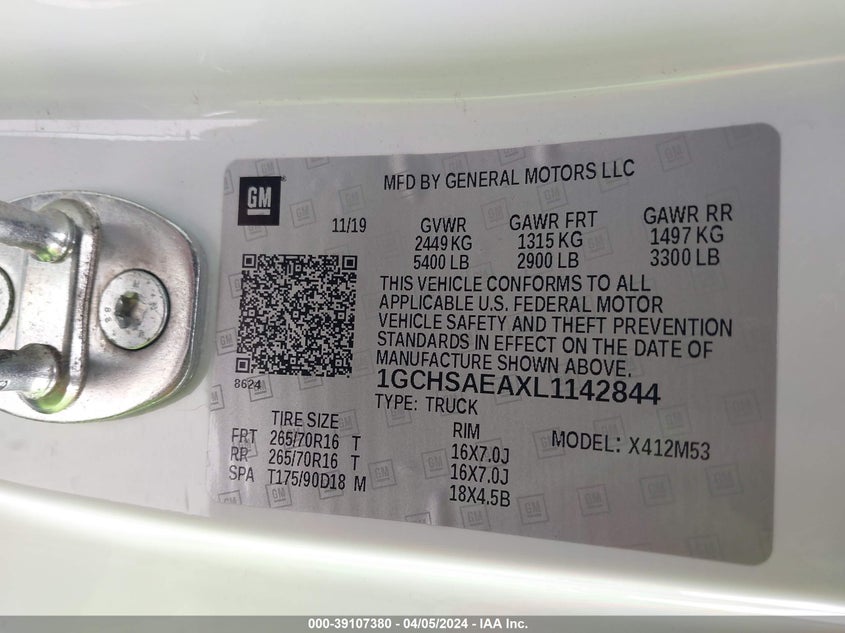 GM
MFD BY GENERAL MOTORS LLC
11/19
GVWR GAWR FRT GAWR RR
2449 KG 1315 KG 1497 KG
5400 LB 2900 LB 3300 LB
THIS VEHICLE CONFORMS TO ALL
APPLICABLE U.S. FEDERAL MOTOR
VEHICLE SAFETY AND THEFT PREVENTION
STANDARDS IN EFFECT ON THE DATE OF
MANUFACTURE SHOWN ABOVE.
8624
1GCHSAEAXL1142844
TYPE: TRUCK
TIRE SIZE RIM MODEL: X412M53
FRT 265/70R16 T 16X7.0J
RR 265/70R16 T 16X7.0J
SPA T175/90D18 M 18X4.5B
000-39107380 - 04/05/2024 - IAA Inc.